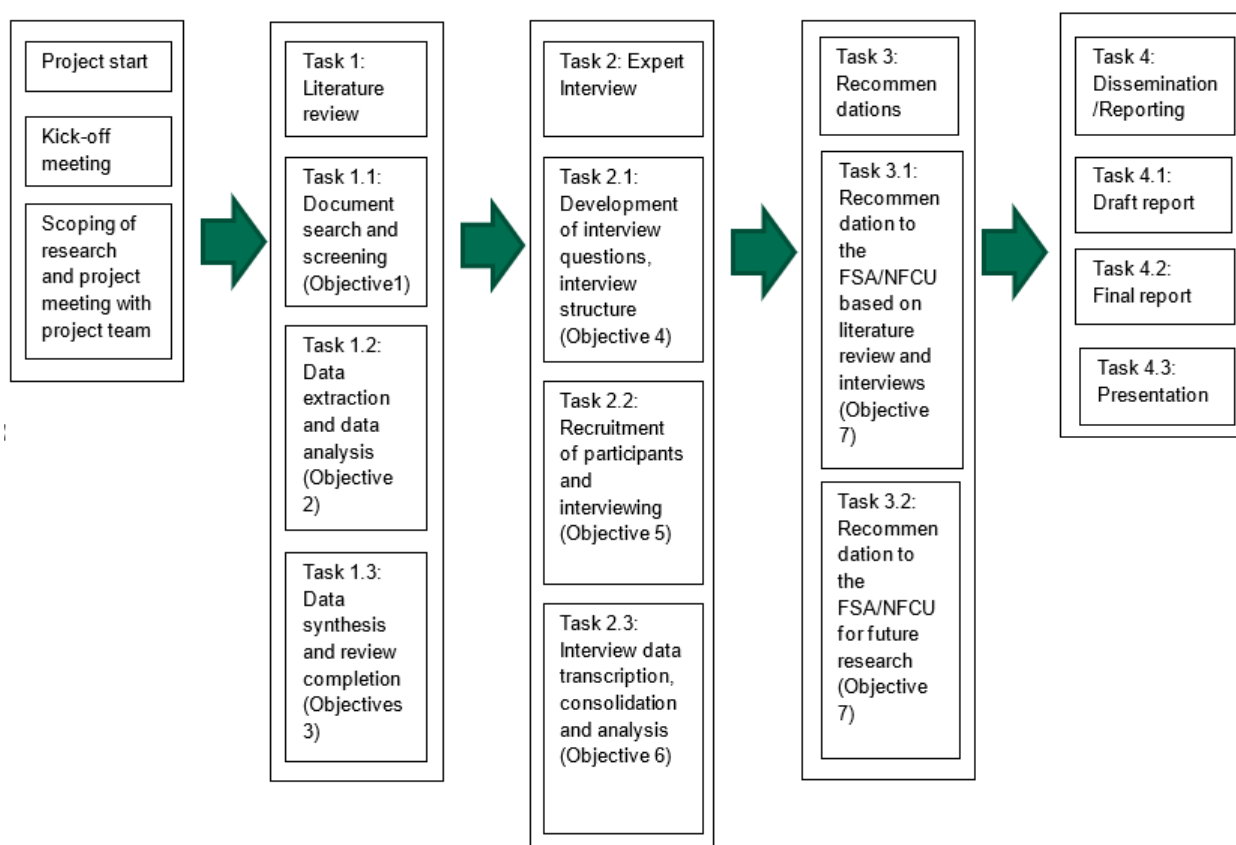 Project start
Kick-off
meeting
Scoping of
research
and project
meeting with
project team
Task 1:
Literature
review
Task 1.1:
Document
search and
screening
(Objective1)
Task 1.2:
Data
extraction
and data
analysis
(Objective
2)
Task 1.3:
Data
synthesis
and review
completion
(Objectives
3)
Task 2: Expert
Interview
Task 2.1:
Development
of interview
questions,
interview
structure
(Objective 4)
Task 2.2:
Recruitment
of participants
and
interviewing
(Objective 5)
Task 2.3:
Interview data
transcription,
consolidation
and analysis
(Objective 6)
Task 3:
Recommen
dations
Task 3.1:
Recommen
dation to
the
FSA/NFCU
based on
literature
review and
interviews
(Objective
7)
Task 3.2:
Recommen
dation to
the
FSA/NFCU
for future
research
(Objective
7)
Task 4:
Dissemination
/Reporting
Task 4.1:
Draft report
Task 4.2:
Final report
Task 4.3:
Presentation